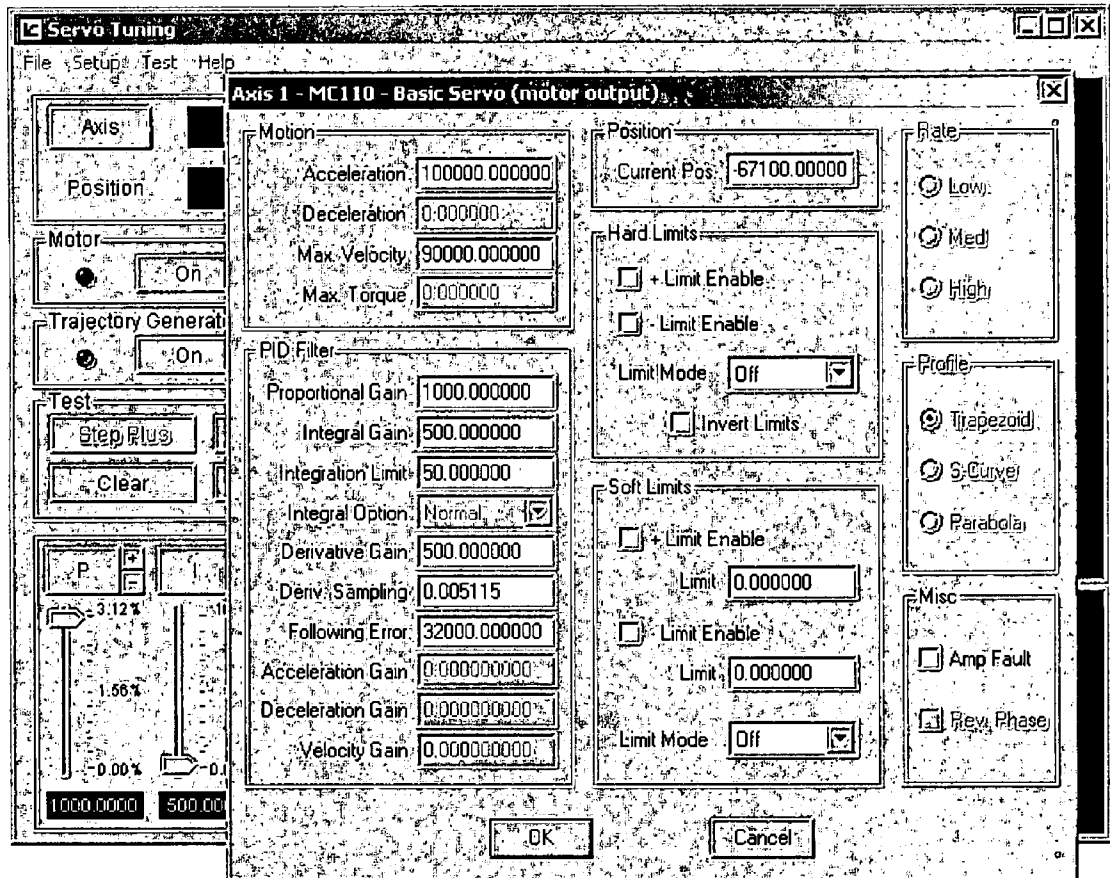 Servo Tuning
File Setup Test Help
Axis
Position
Motor
On
Trajectory Generat
On
Test
Step Plus
Clear
P
I
3.12%
1.56%
0.00%
1000.0000
500.00
Axis 1 - MC110 - Basic Servo (motor output)
Motion
Acceleration 100000.000000
Deceleration 0.000000
Max. Velocity 90000.000000
Max. Torque 0.000000
PID Filter
Proportional Gain 1000.000000
Integral Gain 500.000000
Integration Limit 50.000000
Integral Option Normal
Derivative Gain 500.000000
Deriv. Sampling 0.005115
Following Error 32000.000000
Acceleration Gain 0.000000000
Deceleration Gain 0.000000000
Velocity Gain 0.000000000
Position
Current Pos. -67100.00000
Hard Limits
+ Limit Enable
- Limit Enable
Limit Mode Off
Invert Limits
Soft Limits
+ Limit Enable
Limit 0.000000
- Limit Enable
Limit 0.000000
Limit Mode Off
Rate
Low
Med
High
Profile
Trapezoid
S-Curve
Parabola
Misc
Amp Fault
Rev. Phase
OK
Cancel